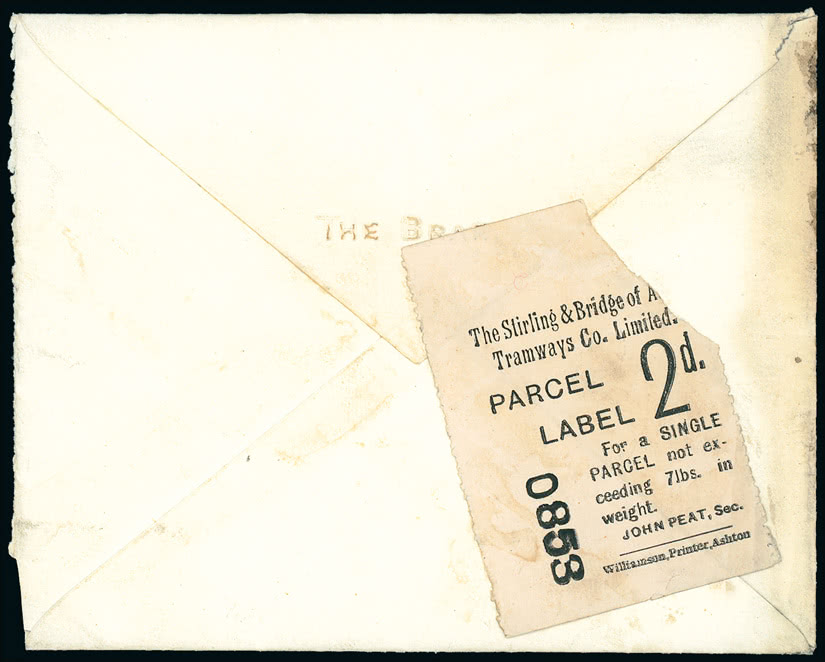 THE BRA
The Stirling & Bridge of A
Tramways Co. Limited.
PARCEL
LABEL 2d.
For a SINGLE
PARCEL not ex-
ceeding 7lbs. in
weight.
JOHN PEAT, Sec.
Williamson, Printer, Ashton
0853